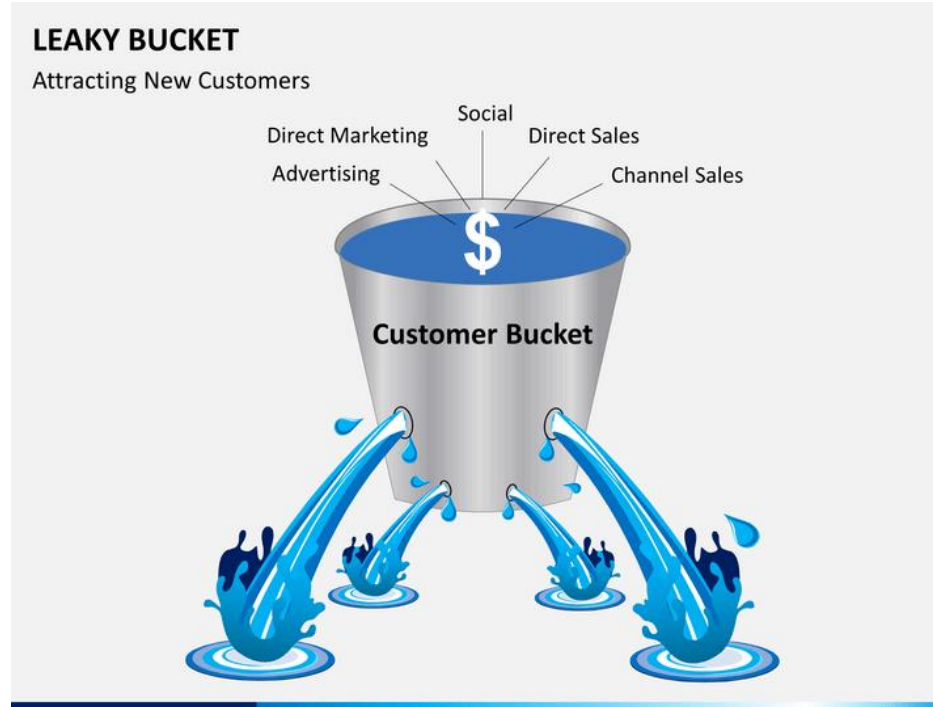 LEAKY BUCKET
Attracting New Customers
Social
Direct Marketing
Direct Sales
Advertising
Channel Sales
$
Customer Bucket